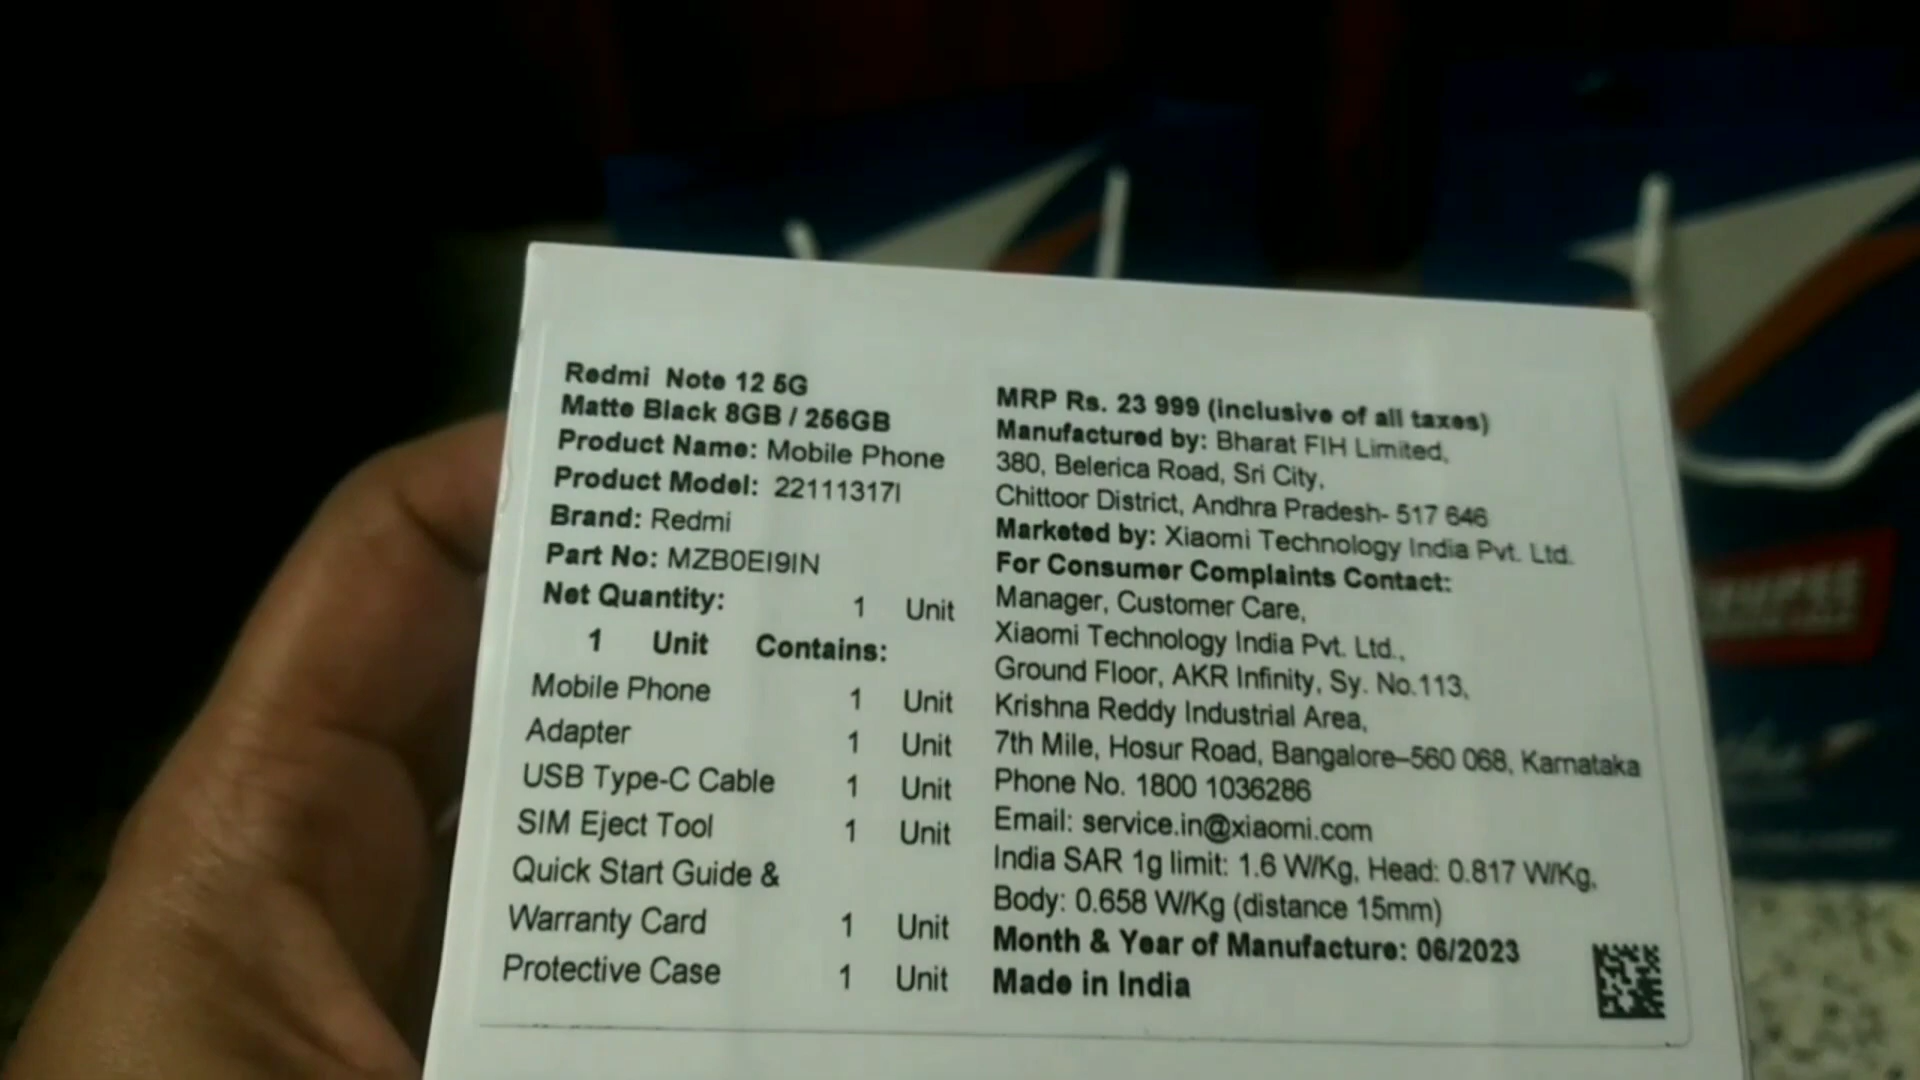 Redmi Note 12 5G
Matte Black 8GB / 256GB
Product Name: Mobile Phone
Product Model: 22111317I
Brand: Redmi
Part No: MZB0EI9IN
Net Quantity: 1 Unit
1 Unit Contains:
Mobile Phone 1 Unit
Adapter 1 Unit
USB Type-C Cable 1 Unit
SIM Eject Tool 1 Unit
Quick Start Guide &
Warranty Card 1 Unit
Protective Case 1 Unit
MRP Rs. 23 999 (inclusive of all taxes)
Manufactured by: Bharat FIH Limited,
380, Belerica Road, Sri City,
Chittoor District, Andhra Pradesh- 517 646
Marketed by: Xiaomi Technology India Pvt. Ltd.
For Consumer Complaints Contact:
Manager, Customer Care,
Xiaomi Technology India Pvt. Ltd.,
Ground Floor, AKR Infinity, Sy. No.113,
Krishna Reddy Industrial Area,
7th Mile, Hosur Road, Bangalore–560 068, Karnataka
Phone No. 1800 1036286
Email: service.in@xiaomi.com
India SAR 1g limit: 1.6 W/Kg, Head: 0.817 W/Kg,
Body: 0.658 W/Kg (distance 15mm)
Month & Year of Manufacture: 06/2023
Made in India